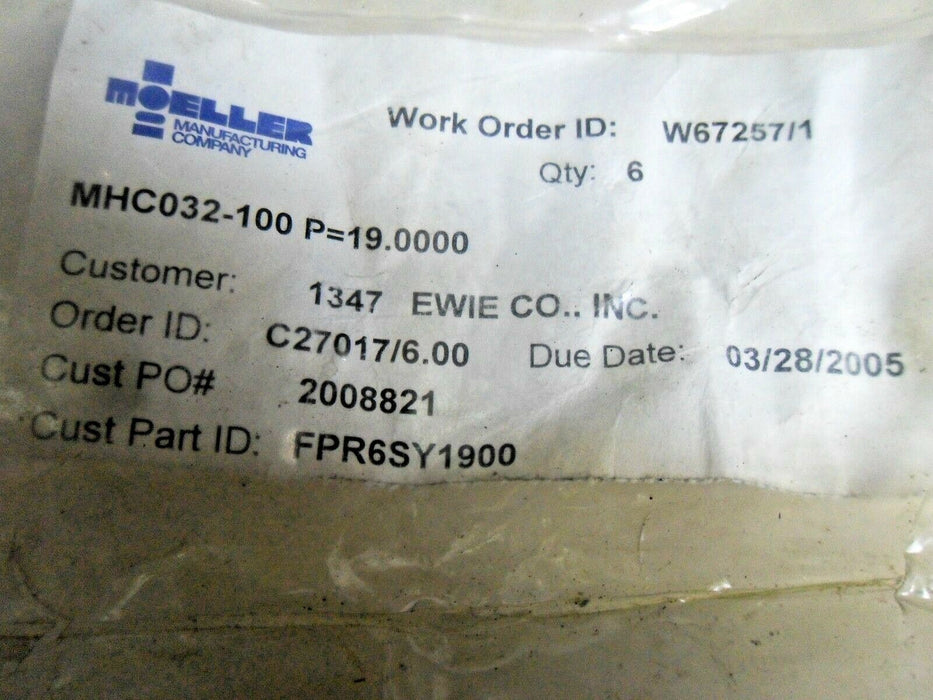 MOELLER
MANUFACTURING
COMPANY
Work Order ID: W67257/1
Qty: 6
MHC032-100 P=19.0000
Customer: 1347 EWIE CO.. INC.
Order ID: C27017/6.00 Due Date: 03/28/2005
Cust PO# 2008821
Cust Part ID: FPR6SY1900